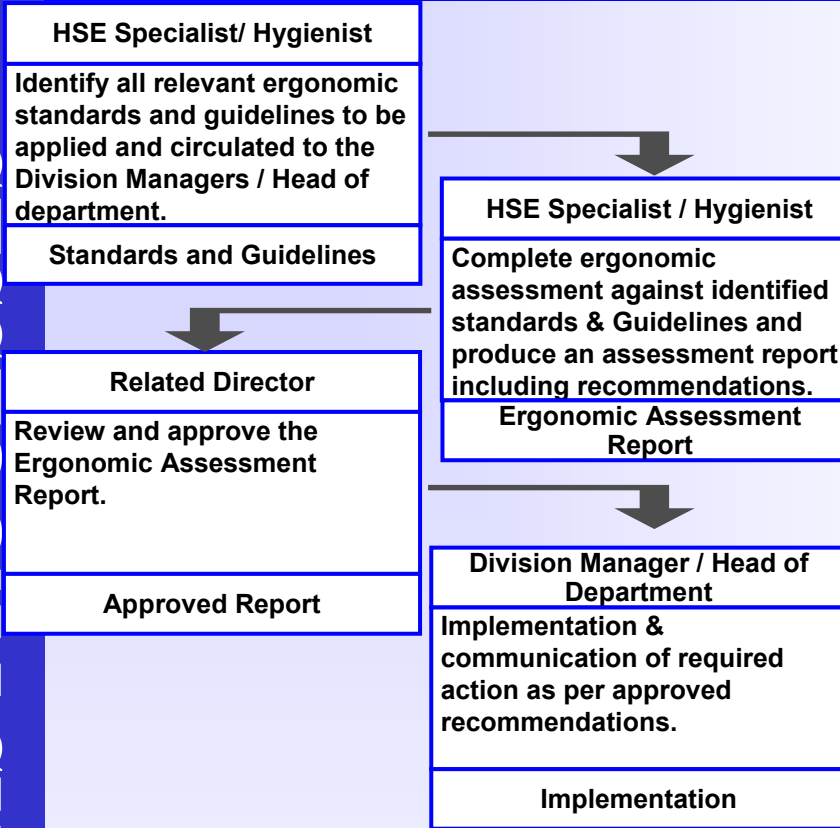 HSE Specialist/ Hygienist
Identify all relevant ergonomic
standards and guidelines to be
applied and circulated to the
Division Managers / Head of
department.
Standards and Guidelines
HSE Specialist / Hygienist
Complete ergonomic
assessment against identified
standards & Guidelines and
produce an assessment report
including recommendations.
Ergonomic Assessment
Report
Related Director
Review and approve the
Ergonomic Assessment
Report.
Approved Report
Division Manager / Head of
Department
Implementation &
communication of required
action as per approved
recommendations.
Implementation